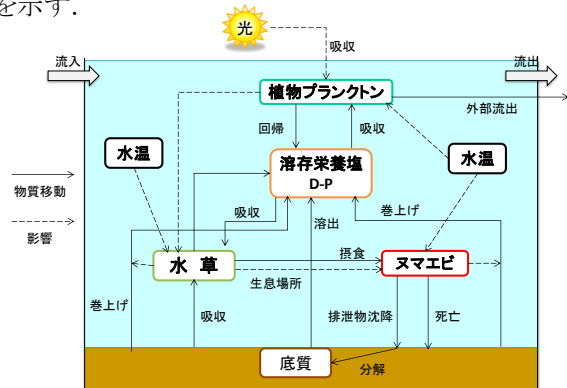 を示す.
光
吸収
流入
流出
植物プランクトン
外部流出
回帰
吸収
水温
溶存栄養塩
D-P
水温
物質移動
影響
吸収
溶出
巻上げ
水 草
摂食
ヌマエビ
生息場所
巻上げ
吸収
排泄物沈降
死亡
底質
分解